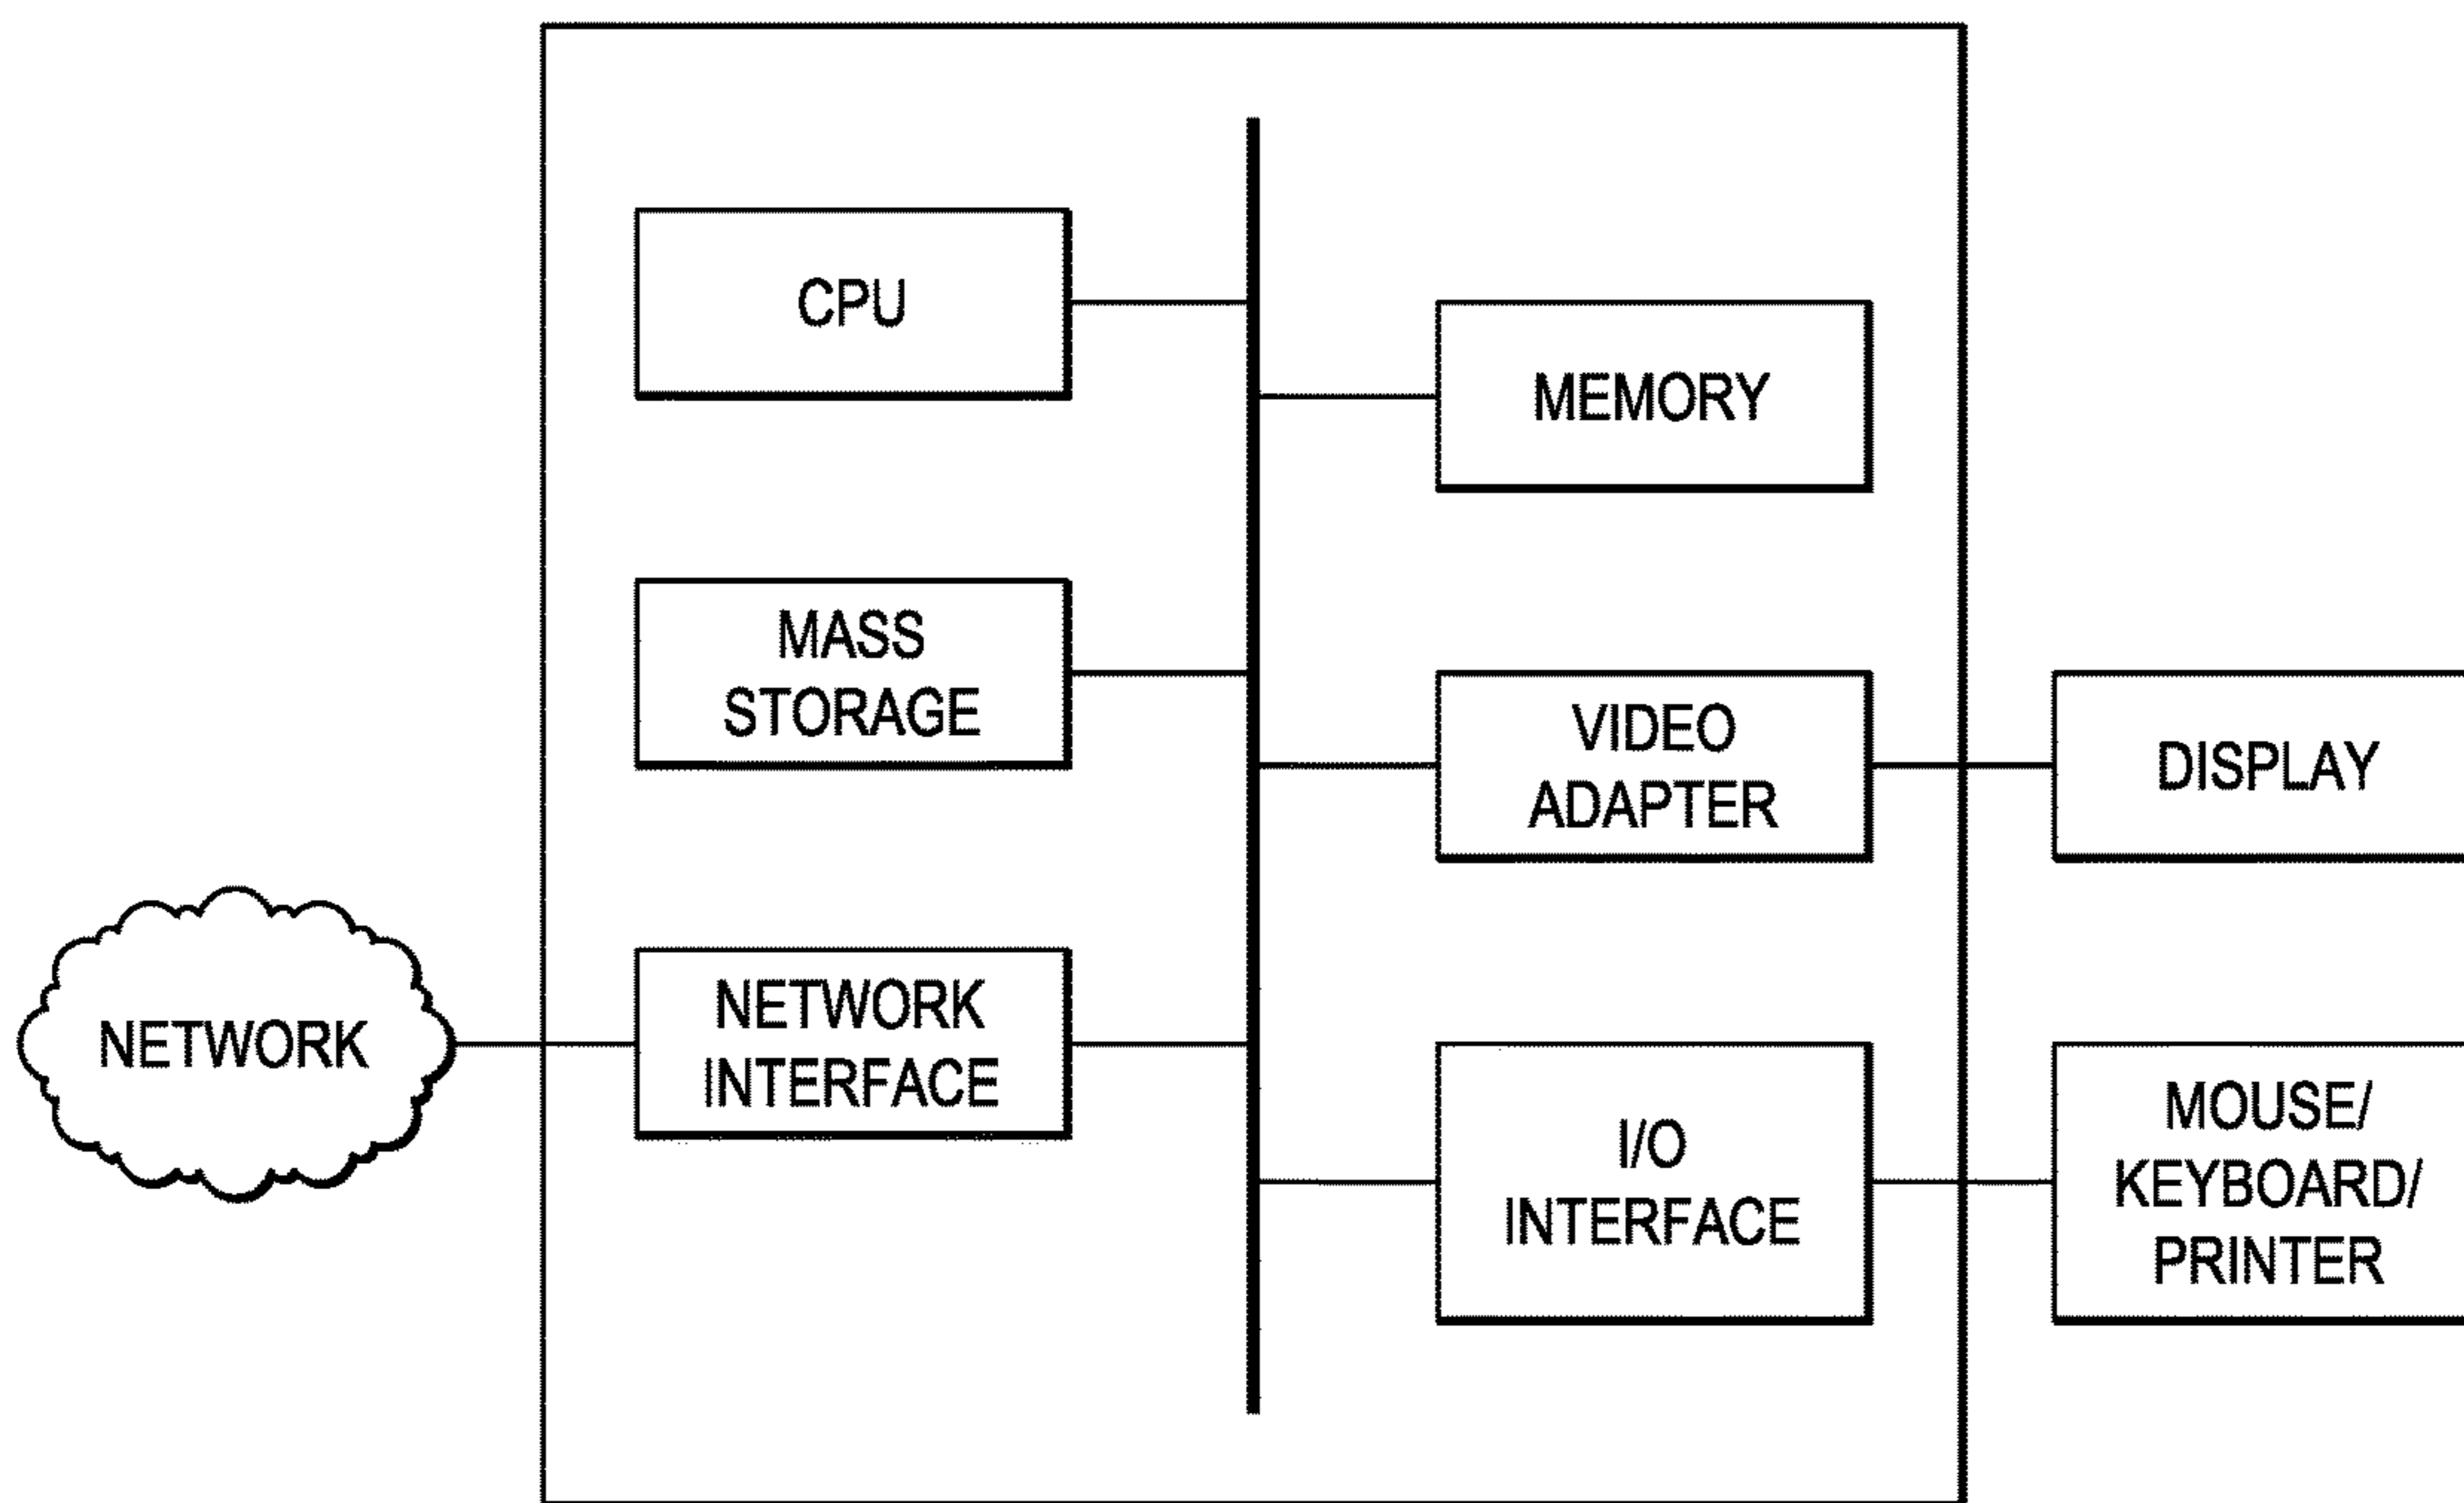 CPU
MEMORY
MASS
STORAGE
VIDEO
ADAPTER
DISPLAY
NETWORK
NETWORK
INTERFACE
I/O
INTERFACE
MOUSE/
KEYBOARD/
PRINTER